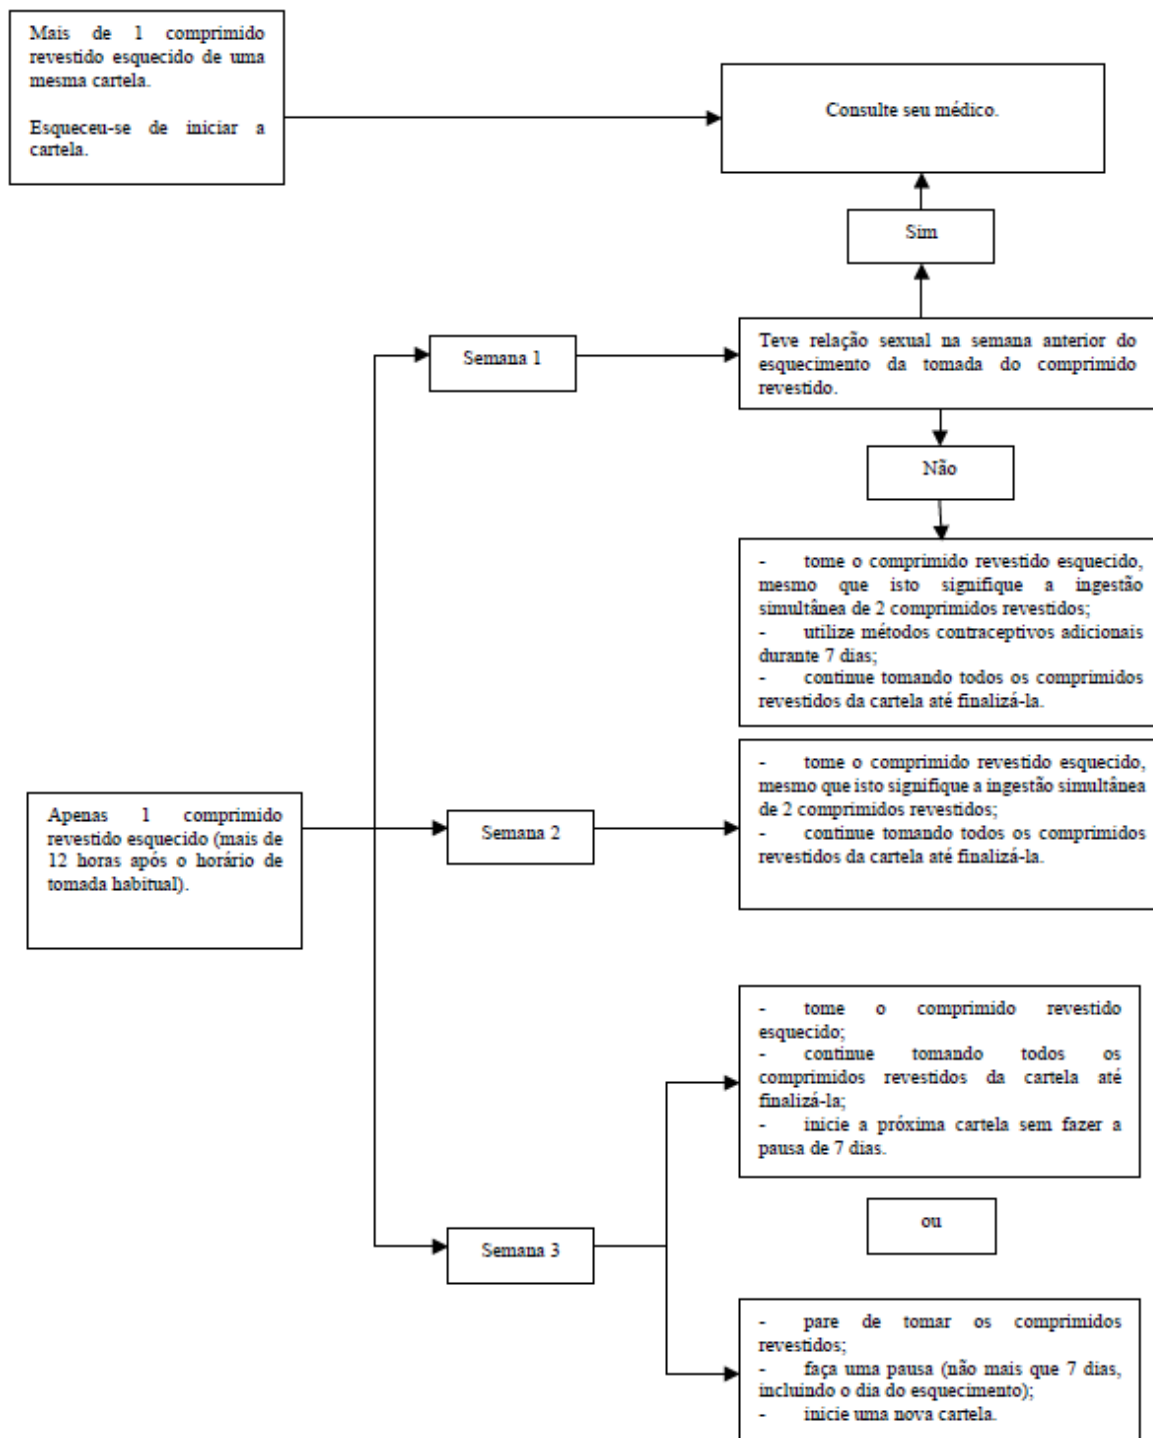 Mais de 1 comprimido
revestido esquecido de uma
mesma cartela.
Esqueceu-se de iniciar a
cartela.
Consulte seu médico.
Sim
Semana 1
Teve relação sexual na semana anterior do
esquecimento da tomada do comprimido
revestido.
Não
- tome o comprimido revestido esquecido,
mesmo que isto signifique a ingestão
simultânea de 2 comprimidos revestidos;
- utilize métodos contraceptivos adicionais
durante 7 dias;
- continue tomando todos os comprimidos
revestidos da cartela até finalizá-la.
Apenas 1 comprimido
revestido esquecido (mais de
12 horas após o horário de
tomada habitual).
Semana 2
- tome o comprimido revestido esquecido,
mesmo que isto signifique a ingestão simultânea
de 2 comprimidos revestidos;
- continue tomando todos os comprimidos
revestidos da cartela até finalizá-la.
Semana 3
- tome o comprimido revestido
esquecido;
- continue tomando todos os
comprimidos revestidos da cartela até
finalizá-la;
- inicie a próxima cartela sem fazer a
pausa de 7 dias.
ou
- pare de tomar os comprimidos
revestidos;
- faça uma pausa (não mais que 7 dias,
incluindo o dia do esquecimento);
- inicie uma nova cartela.